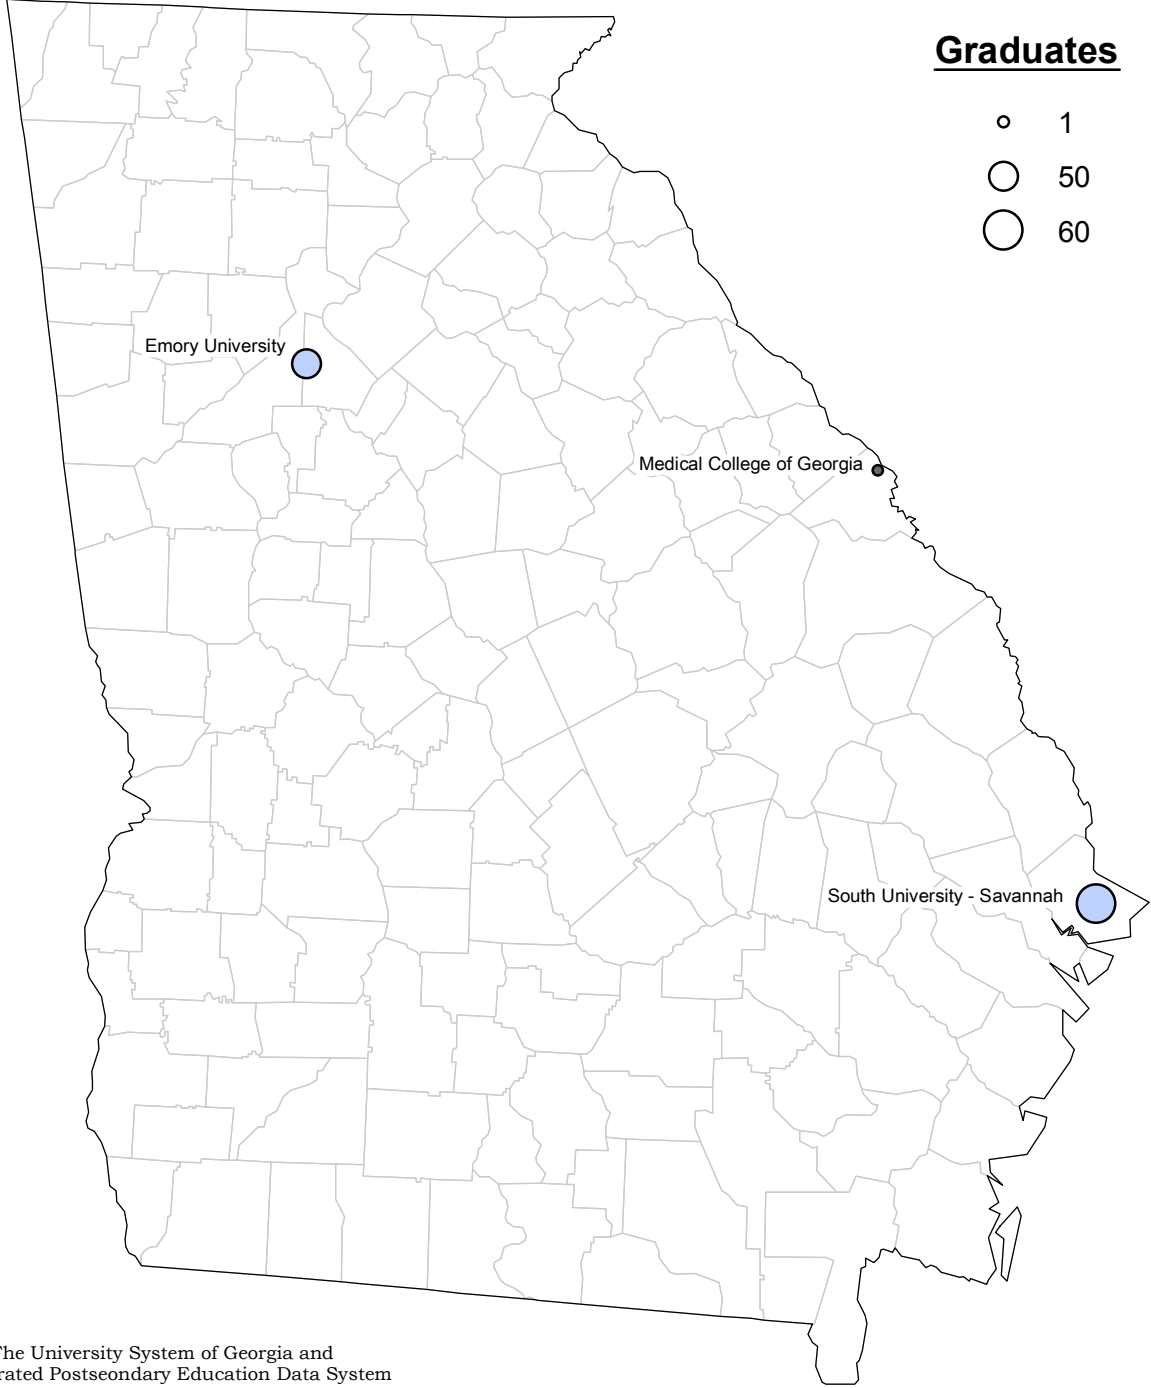 Graduates
1
50
60
Emory University
Medical College of Georgia
South University - Savannah
The University System of Georgia and
rated Postseondary Education Data System